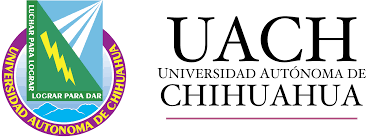 LUCHAR PARA LOGRAR
LOGRAR PARA DAR
UNIVERSIDAD AUTONOMA DE CHIHUAHUA
UACH
UNIVERSIDAD AUTÓNOMA DE
CHIHUAHUA